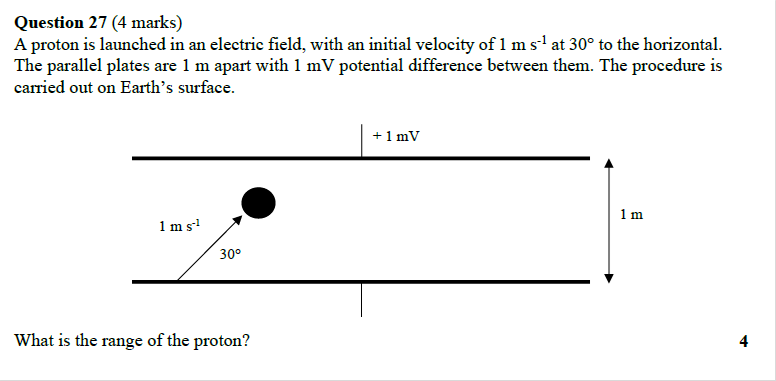 Question 27 (4 marks)
A proton is launched in an electric field, with an initial velocity of 1 m s⁻¹ at 30° to the horizontal.
The parallel plates are 1 m apart with 1 mV potential difference between them. The procedure is
carried out on Earth’s surface.
+ 1 mV
1 m s⁻¹
1 m
30°
What is the range of the proton? 4